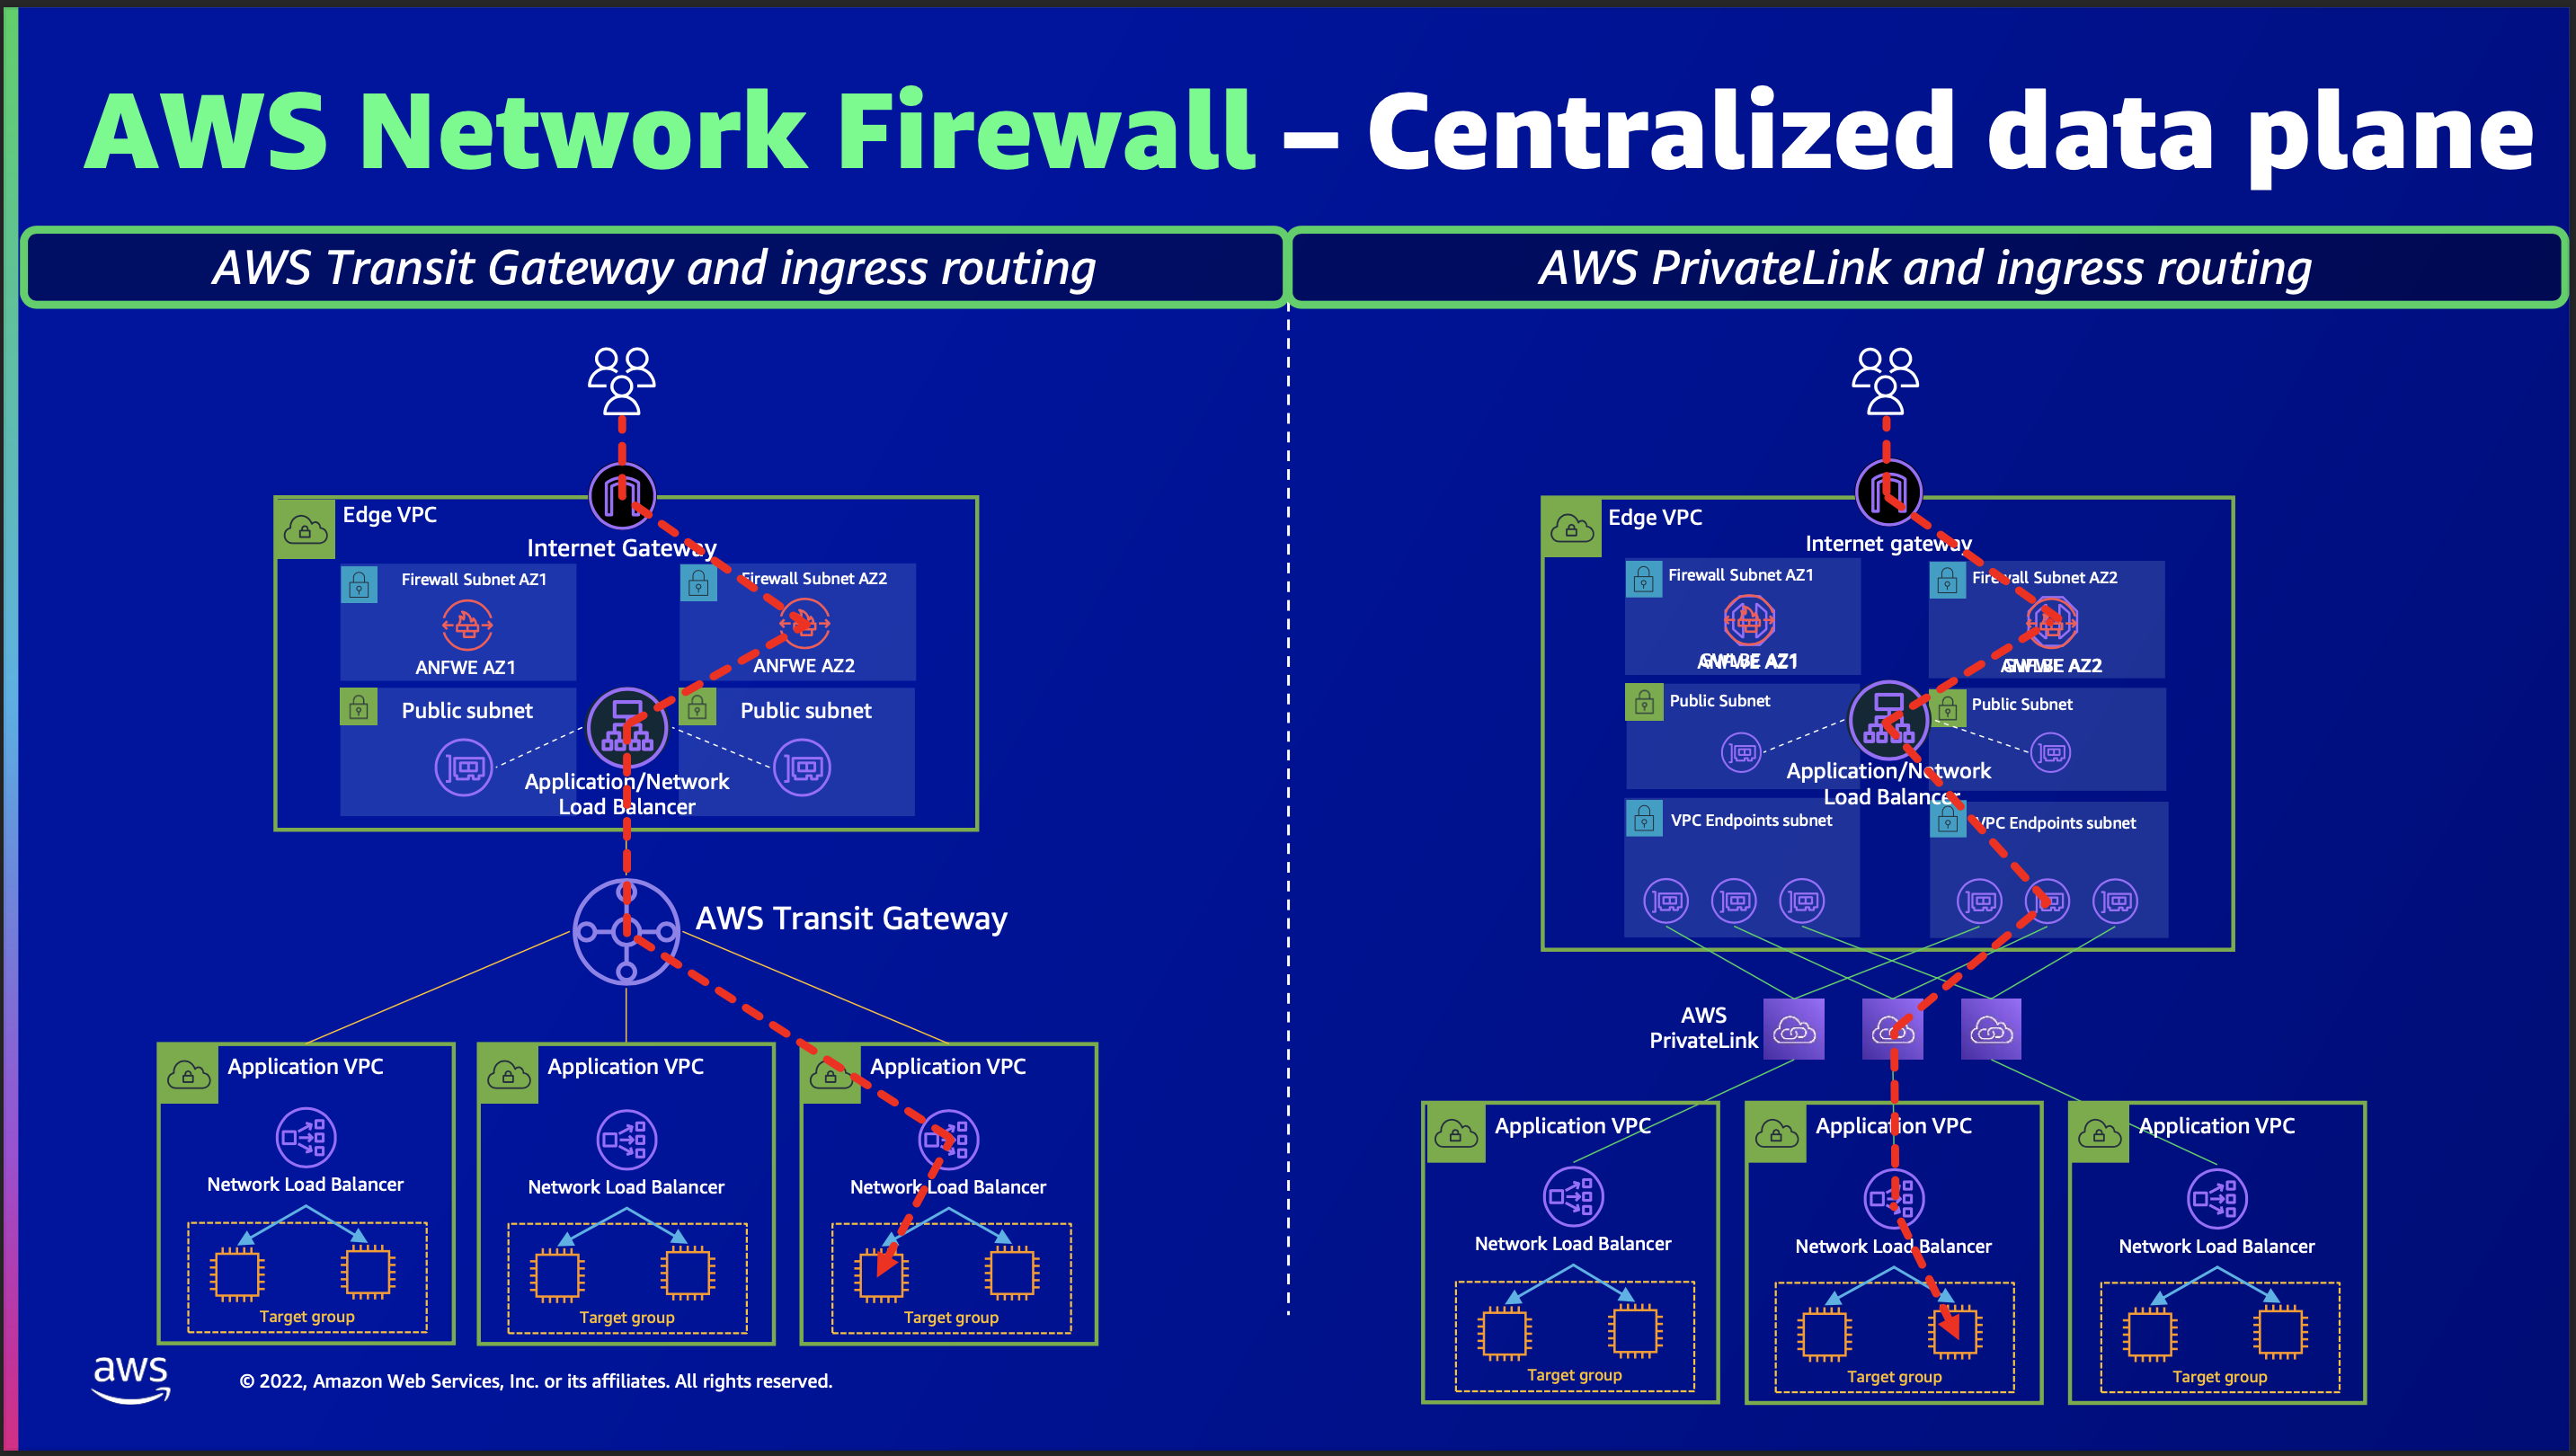 AWS Network Firewall – Centralized data plane
AWS Transit Gateway and ingress routing
Edge VPC
Internet Gateway
Firewall Subnet AZ1
Firewall Subnet AZ2
ANFWE AZ1
ANFWE AZ2
Public subnet
Public subnet
Application/Network
Load Balancer
AWS Transit Gateway
Application VPC
Application VPC
Application VPC
Network Load Balancer
Network Load Balancer
Network Load Balancer
Target group
Target group
Target group
AWS PrivateLink and ingress routing
Edge VPC
Internet gateway
Firewall Subnet AZ1
Firewall Subnet AZ2
AZ1
AZ2
Public Subnet
Public Subnet
Application/Network
Load Balancer
VPC Endpoints subnet
VPC Endpoints subnet
AWS
PrivateLink
Application VPC
Application VPC
Application VPC
Network Load Balancer
Network Load Balancer
Network Load Balancer
Target group
Target group
Target group
aws
© 2022, Amazon Web Services, Inc. or its affiliates. All rights reserved.